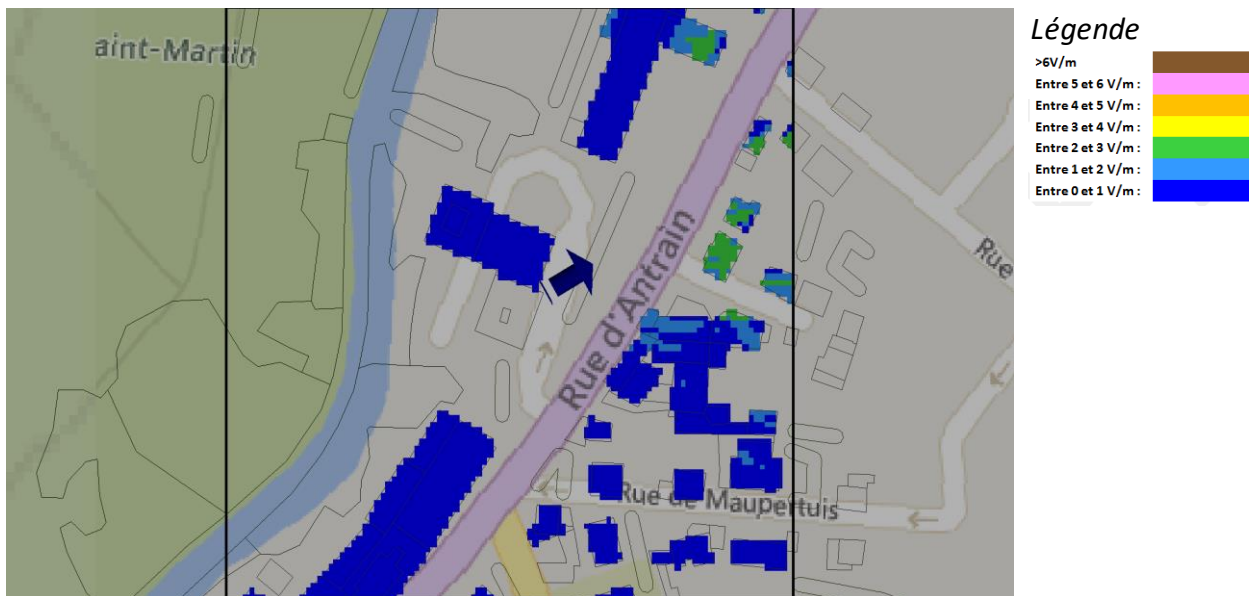 aint-Martin
Rue d'Antrain
Rue
Rue de Maupertuis
Légende
>6V/m
Entre 5 et 6 V/m :
Entre 4 et 5 V/m :
Entre 3 et 4 V/m :
Entre 2 et 3 V/m :
Entre 1 et 2 V/m :
Entre 0 et 1 V/m :